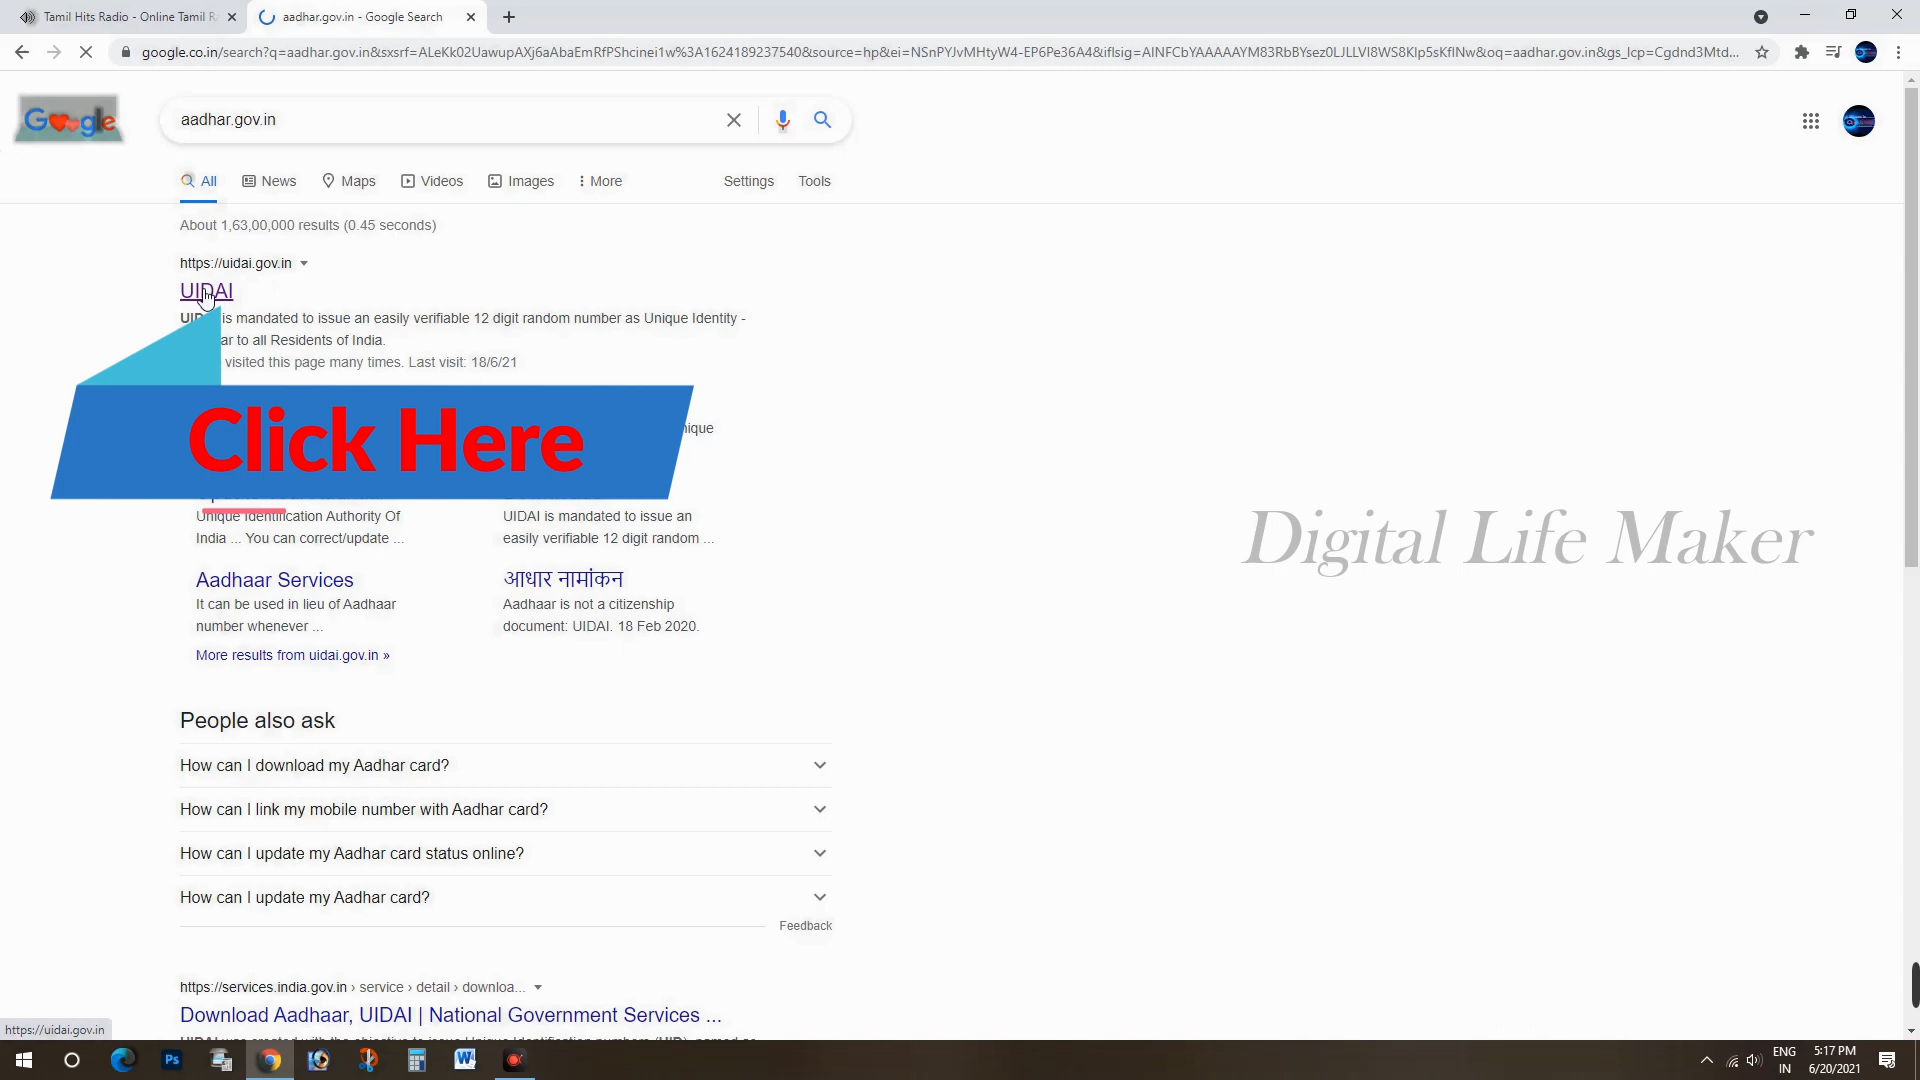 Tamil Hits Radio - Online Tamil R
aadhar.gov.in - Google Search
google.co.in/search?q=aadhar.gov.in&sxsrf=ALeKk02UawupAXj6aAbaEmRfPShcinei1w%3A1624189237540&source=hp&ei=NSnPYJvMHtyW4-EP6Pe36A4&iflsig=AINFCbYAAAAAYM83RbBYsez0LJLLVI8WS8KIp5sKfINw&oq=aadhar.gov.in&gs_lcp=Cgdnd3Mtd...
Google
aadhar.gov.in
All News Maps Videos Images More Settings Tools
About 1,63,00,000 results (0.45 seconds)
https://uidai.gov.in
UIDAI
is mandated to issue an easily verifiable 12 digit random number as Unique Identity -
ar to all Residents of India.
visited this page many times. Last visit: 18/6/21
Click Here
Unique Identification Authority Of
India ... You can correct/update ...
UIDAI is mandated to issue an
easily verifiable 12 digit random ...
Digital Life Maker
Aadhaar Services
It can be used in lieu of Aadhaar
number whenever ...
आधार नामांकन
Aadhaar is not a citizenship
document: UIDAI. 18 Feb 2020.
More results from uidai.gov.in »
People also ask
How can I download my Aadhar card?
How can I link my mobile number with Aadhar card?
How can I update my Aadhar card status online?
How can I update my Aadhar card?
Feedback
https://services.india.gov.in › service › detail › downloa...
Download Aadhaar, UIDAI | National Government Services ...
https://uidai.gov.in
Ps
W
ENG
IN
5:17 PM
6/20/2021